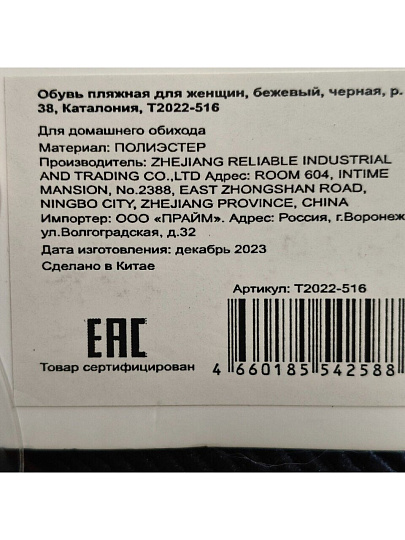 Обувь пляжная для женщин, бежевый, черная, р.
38, Каталония, Т2022-516
Для домашнего обихода
Материал: ПОЛИЭСТЕР
Производитель: ZHEJIANG RELIABLE INDUSTRIAL
AND TRADING CO.,LTD Адрес: ROOM 604, INTIME
MANSION, No.2388, EAST ZHONGSHAN ROAD,
NINGBO CITY, ZHEJIANG PROVINCE, CHINA
Импортер: ООО «ПРАЙМ». Адрес: Россия, г.Воронеж
ул.Волгоградская, д.32
Дата изготовления: декабрь 2023
Сделано в Китае
Артикул: Т2022-516
EAC
Товар сертифицирован
4 660185 542588